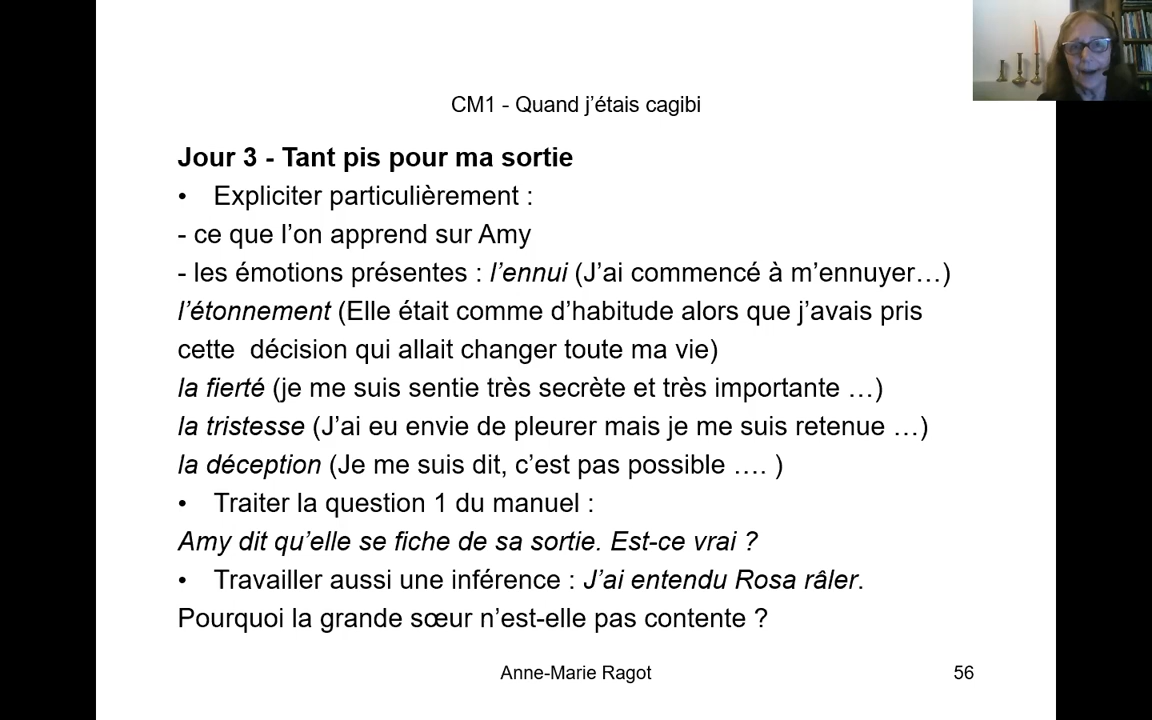 CM1 - Quand j’étais cagibi
Jour 3 - Tant pis pour ma sortie
• Expliciter particulièrement :
- ce que l’on apprend sur Amy
- les émotions présentes : l’ennui (J’ai commencé à m’ennuyer…)
l’étonnement (Elle était comme d’habitude alors que j’avais pris
cette  décision qui allait changer toute ma vie)
la fierté (je me suis sentie très secrète et très importante …)
la tristesse (J’ai eu envie de pleurer mais je me suis retenue …)
la déception (Je me suis dit, c’est pas possible …. )
• Traiter la question 1 du manuel :
Amy dit qu’elle se fiche de sa sortie. Est-ce vrai ?
• Travailler aussi une inférence : J’ai entendu Rosa râler.
Pourquoi la grande sœur n’est-elle pas contente ?
Anne-Marie Ragot 56